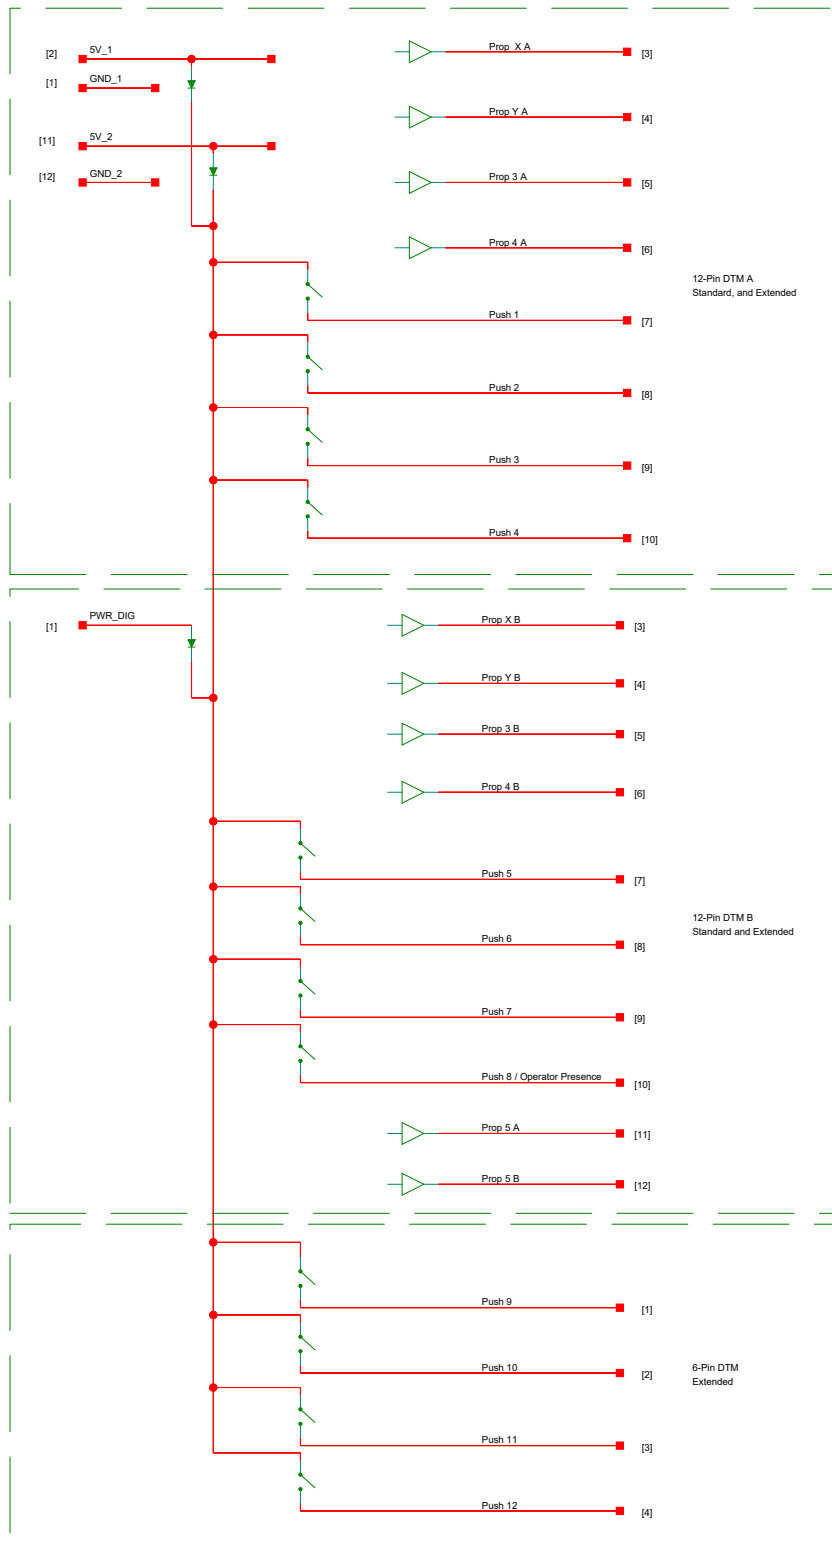 [2] 5V_1
Prop X A [3]
[1] GND_1
Prop Y A [4]
[11] 5V_2
[12] GND_2
Prop 3 A [5]
Prop 4 A [6]
12-Pin DTM A
Standard, and Extended
Push 1 [7]
Push 2 [8]
Push 3 [9]
Push 4 [10]
[1] PWR_DIG
Prop X B [3]
Prop Y B [4]
Prop 3 B [5]
Prop 4 B [6]
Push 5 [7]
12-Pin DTM B
Standard and Extended
Push 6 [8]
Push 7 [9]
Push 8 / Operator Presence [10]
Prop 5 A [11]
Prop 5 B [12]
Push 9 [1]
6-Pin DTM
Extended
Push 10 [2]
Push 11 [3]
Push 12 [4]